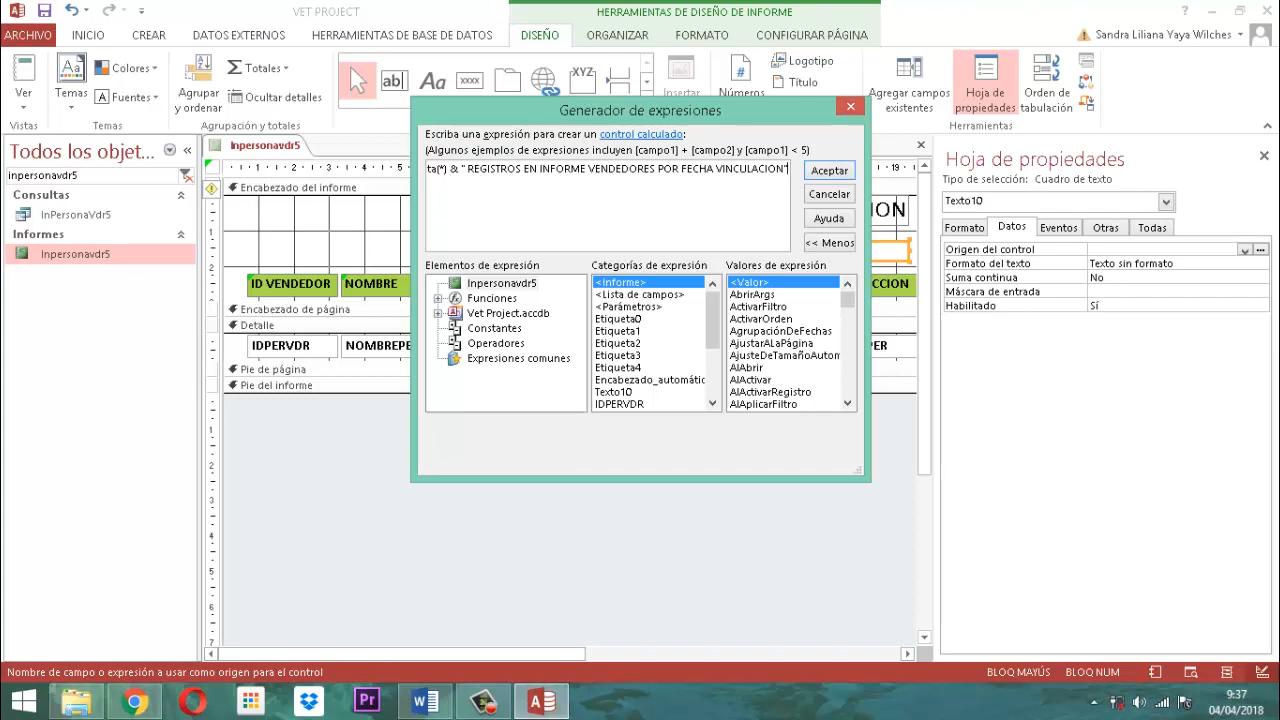 VET PROJECT
HERRAMIENTAS DE DISEÑO DE INFORME
ARCHIVO
INICIO
CREAR
DATOS EXTERNOS
HERRAMIENTAS DE BASE DE DATOS
DISEÑO
ORGANIZAR
FORMATO
CONFIGURAR PÁGINA
Sandra Liliana Yaya Wilches
Ver
Vistas
Temas
Colores
Fuentes
Temas
Agrupar
y ordenar
Totales
Ocultar detalles
Agrupación y totales
ab|
Aa
xxxx
XYZ
Insertar
Números
Logotipo
Título
Agregar campos
existentes
Hoja de
propiedades
Orden de
tabulación
Herramientas
Todos los objet...
inpersonavdr5
Consultas
InPersonaVdr5
Informes
Inpersonavdr5
Inpersonavdr5
Encabezado del informe
ION
ID VENDEDOR
NOMBRE
CCION
Encabezado de página
Detalle
IDPERVDR
NOMBREPE
PER
Pie de página
Pie del informe
Generador de expresiones
Escriba una expresión para crear un control calculado:
(Algunos ejemplos de expresiones incluyen [campo1] + [campo2] y [campo1] < 5)
ta(*) & " REGISTROS EN INFORME VENDEDORES POR FECHA VINCULACION"
Aceptar
Cancelar
Ayuda
<< Menos
Elementos de expresión
Inpersonavdr5
Funciones
Vet Project.accdb
Constantes
Operadores
Expresiones comunes
Categorías de expresión
<Informe>
<Lista de campos>
<Parámetros>
Etiqueta0
Etiqueta1
Etiqueta2
Etiqueta3
Etiqueta4
Encabezado_automátic
Texto10
IDPERVDR
Valores de expresión
<Valor>
AbrirArgs
ActivarFiltro
ActivarOrden
AgrupaciónDeFechas
AjustarALaPágina
AjusteDeTamañoAutom
AlAbrir
AlActivar
AlActivarRegistro
AlAplicarFiltro
Hoja de propiedades
Tipo de selección: Cuadro de texto
Texto10
Formato
Datos
Eventos
Otras
Todas
Origen del control
Formato del texto
Texto sin formato
Suma continua
No
Máscara de entrada
Habilitado
Sí
Nombre de campo o expresión a usar como origen para el control
BLOQ MAYÚS
BLOQ NUM
9:37
04/04/2018